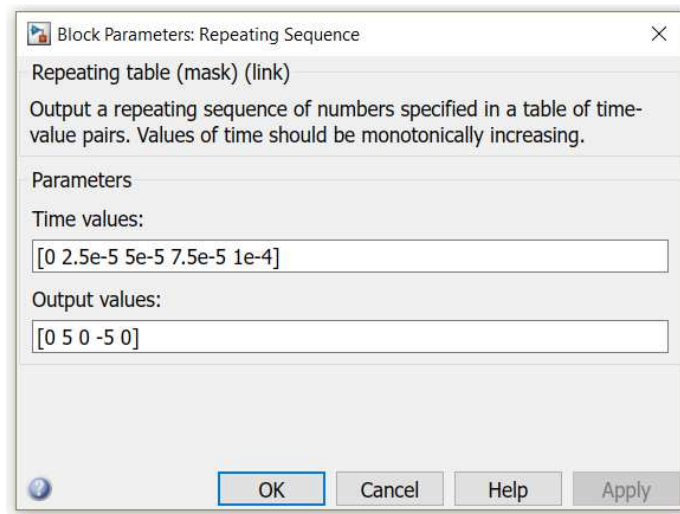 Block Parameters: Repeating Sequence
Repeating table (mask) (link)
Output a repeating sequence of numbers specified in a table of time-
value pairs. Values of time should be monotonically increasing.
Parameters
Time values:
[0 2.5e-5 5e-5 7.5e-5 1e-4]
Output values:
[0 5 0 -5 0]
OK Cancel Help Apply